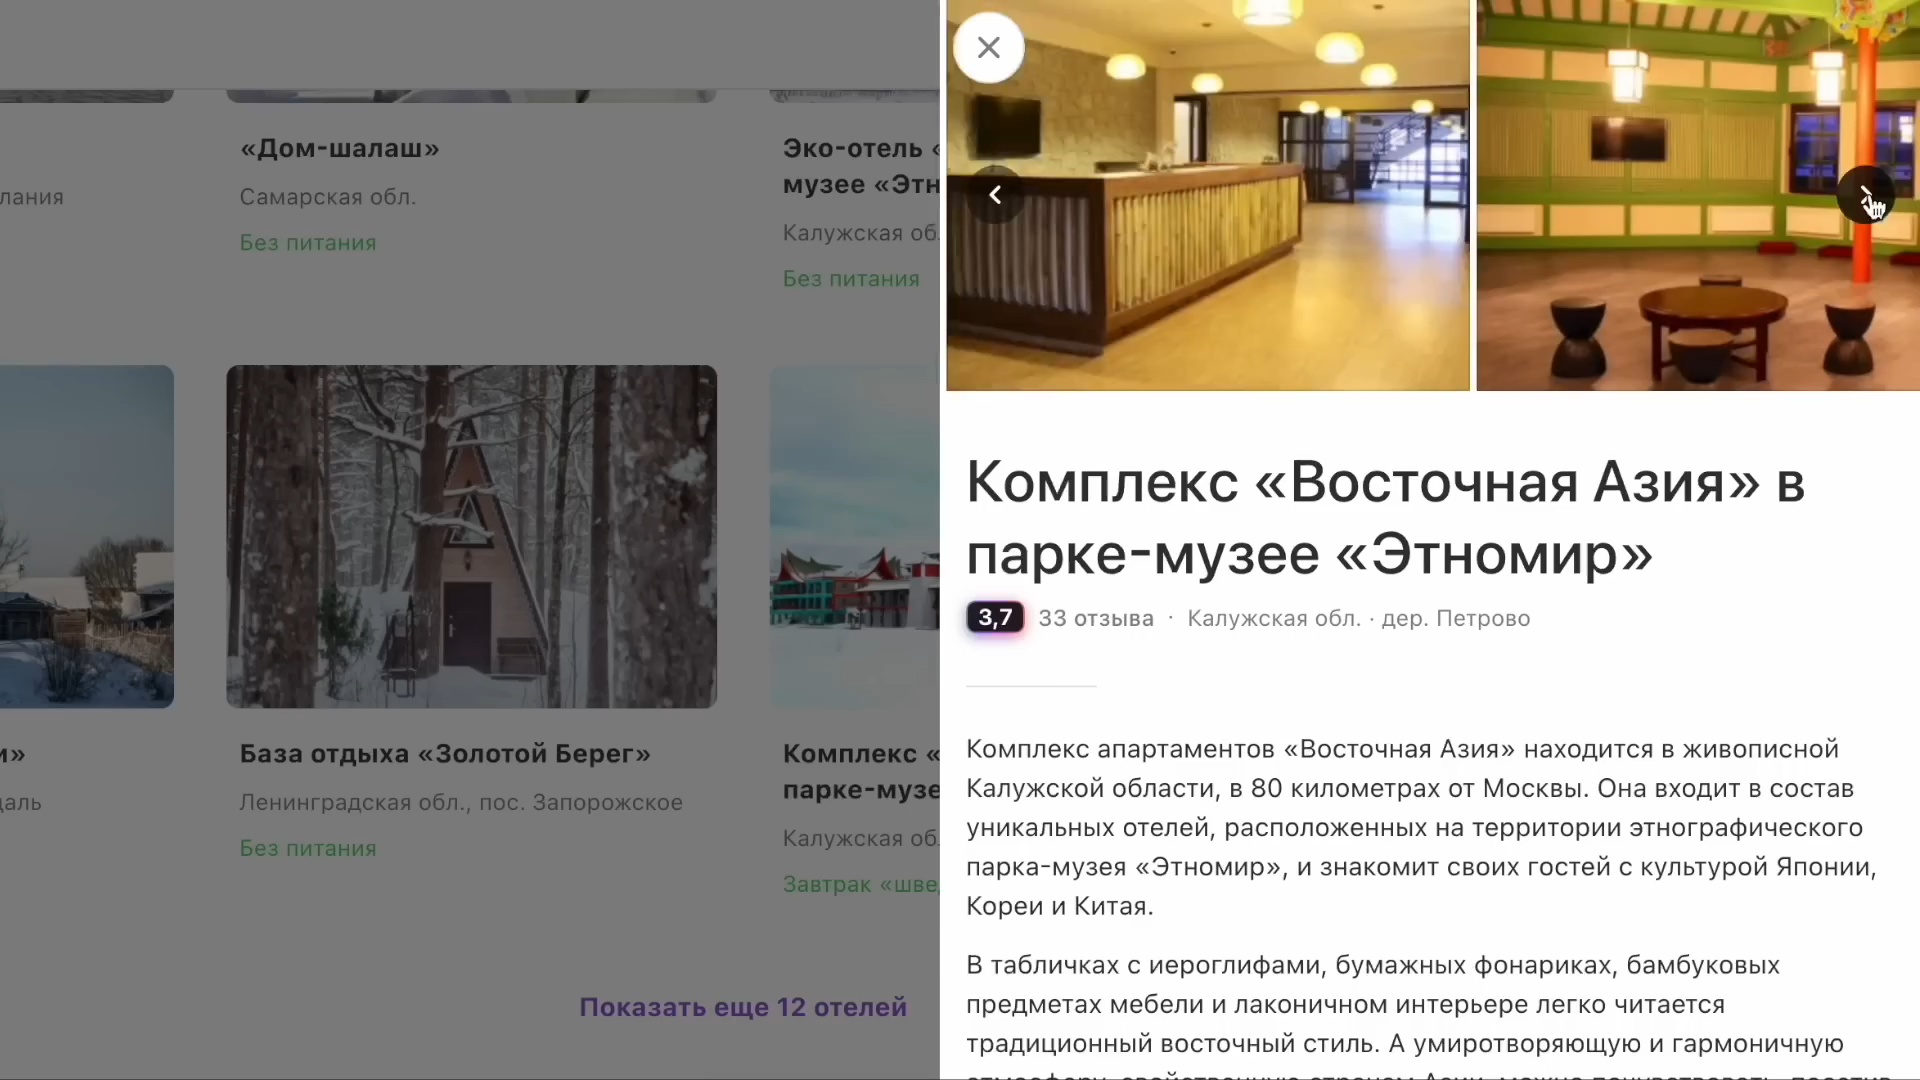 «Дом-шалаш»
Эко-отель «
музее «Этн
лания
Самарская обл.
Калужская об.
Без питания
Без питания
Комплекс «Восточная Азия» в
парке-музее «Этномир»
3,7 33 отзыва · Калужская обл. · дер. Петрово
и»
База отдыха «Золотой Берег»
Комплекс «
парке-музе
даль
Ленинградская обл., пос. Запорожское
Калужская об.
Без питания
Завтрак «шве
Показать еще 12 отелей
Комплекс апартаментов «Восточная Азия» находится в живописной
Калужской области, в 80 километрах от Москвы. Она входит в состав
уникальных отелей, расположенных на территории этнографического
парка-музея «Этномир», и знакомит своих гостей с культурой Японии,
Кореи и Китая.
В табличках с иероглифами, бумажных фонариках, бамбуковых
предметах мебели и лаконичном интерьере легко читается
традиционный восточный стиль. А умиротворяющую и гармоничную